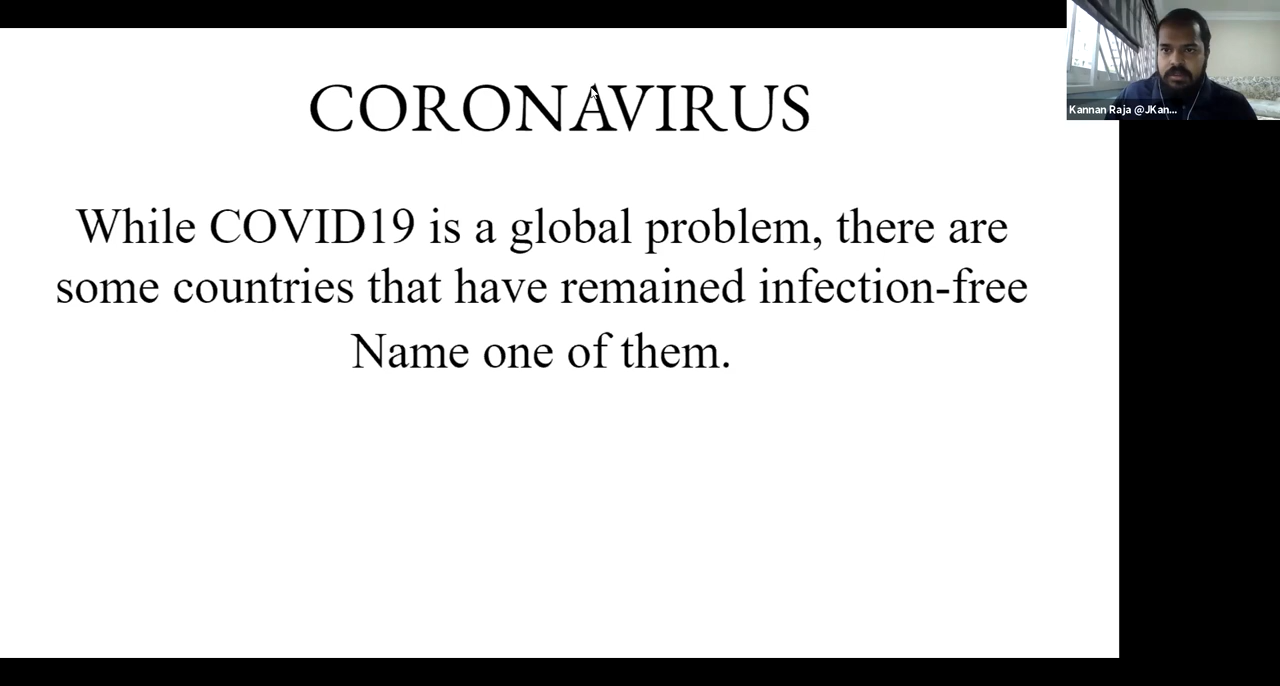 CORONAVIRUS
While COVID19 is a global problem, there are
some countries that have remained infection-free
Name one of them.
Kannan Raja @JKan...